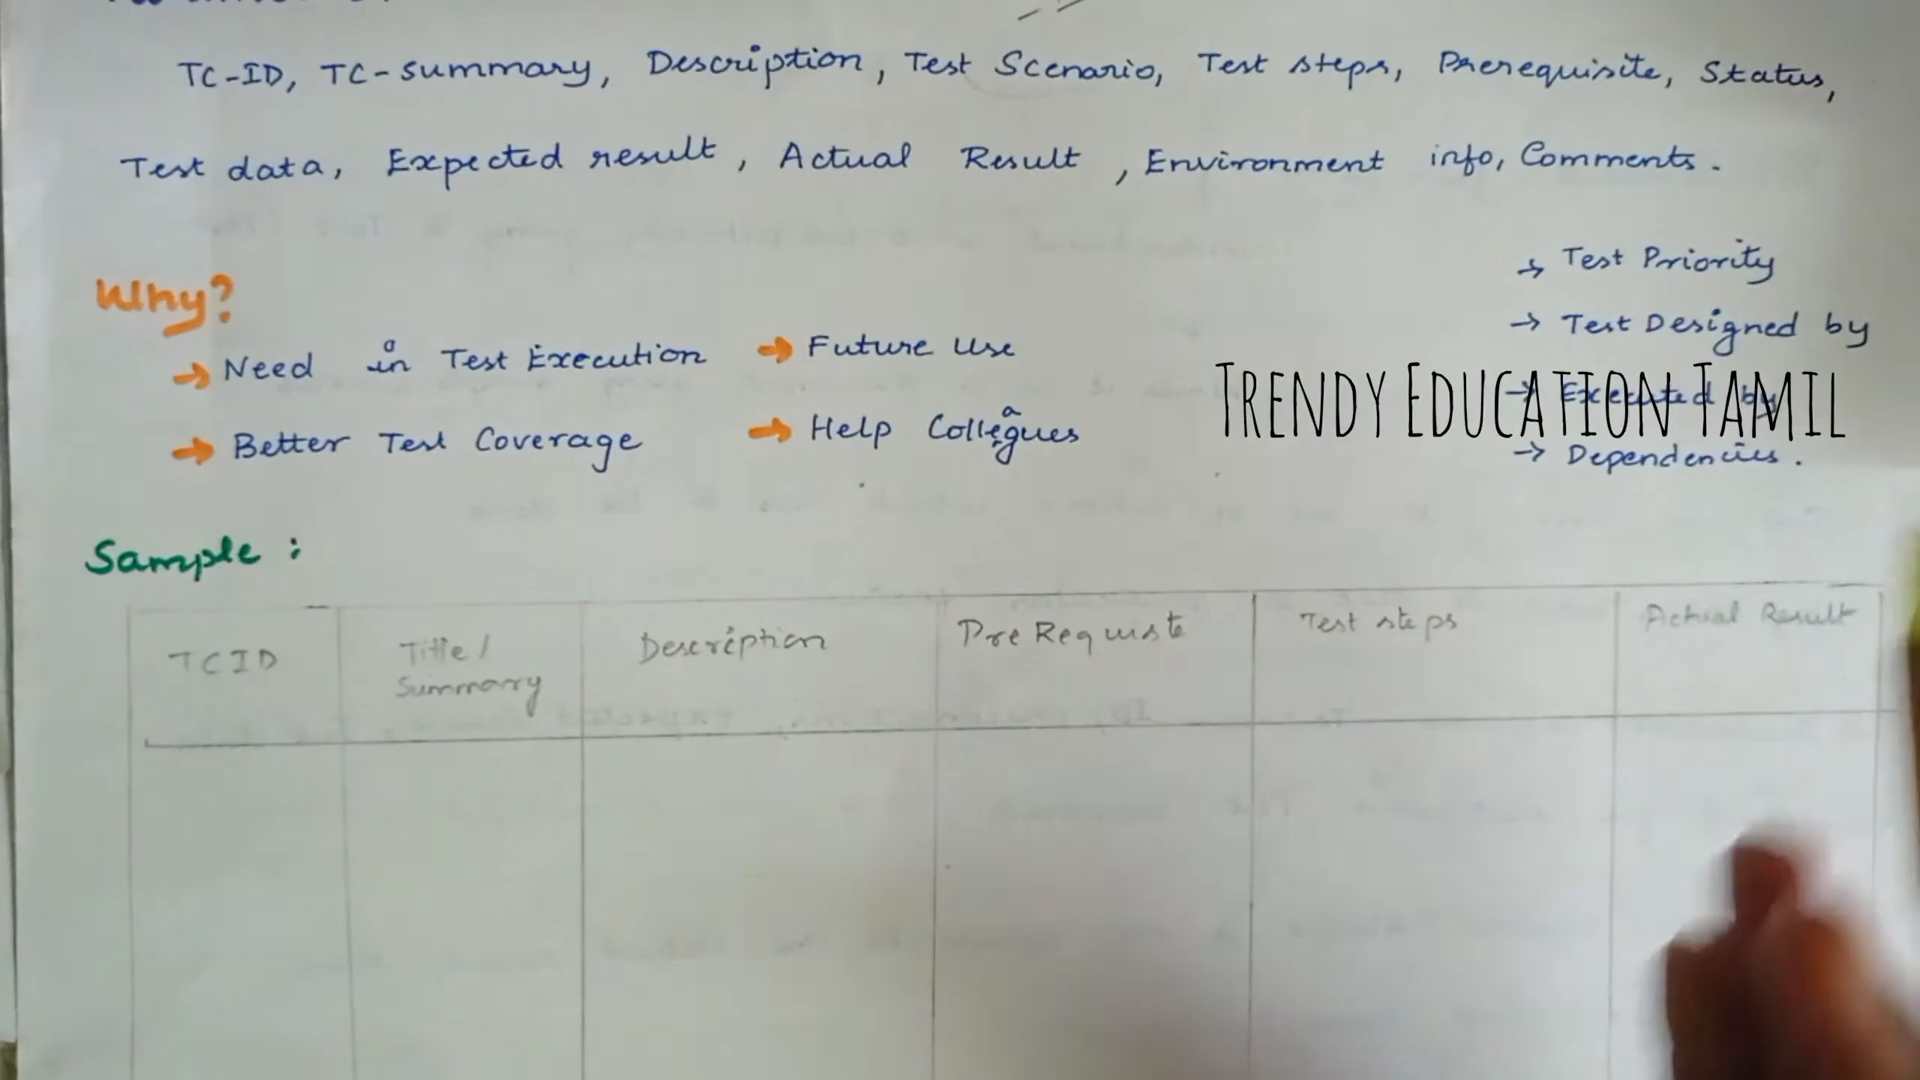 TC-ID, TC-summary, Description, Test Scenario, Test steps, Prerequisite, Status,
Test data, Expected result, Actual Result, Environment info, Comments.
→ Test Priority
→ Test Designed by
→ Executed by
→ Dependencies.
Why?
→ Need in Test Execution
→ Future Use
→ Better Test Coverage
→ Help Collegues
a
TRENDY EDUCATION TAMIL
Sample :
TCID
Title /
Summary
Description
Pre Requiste
Test steps
Actual Result